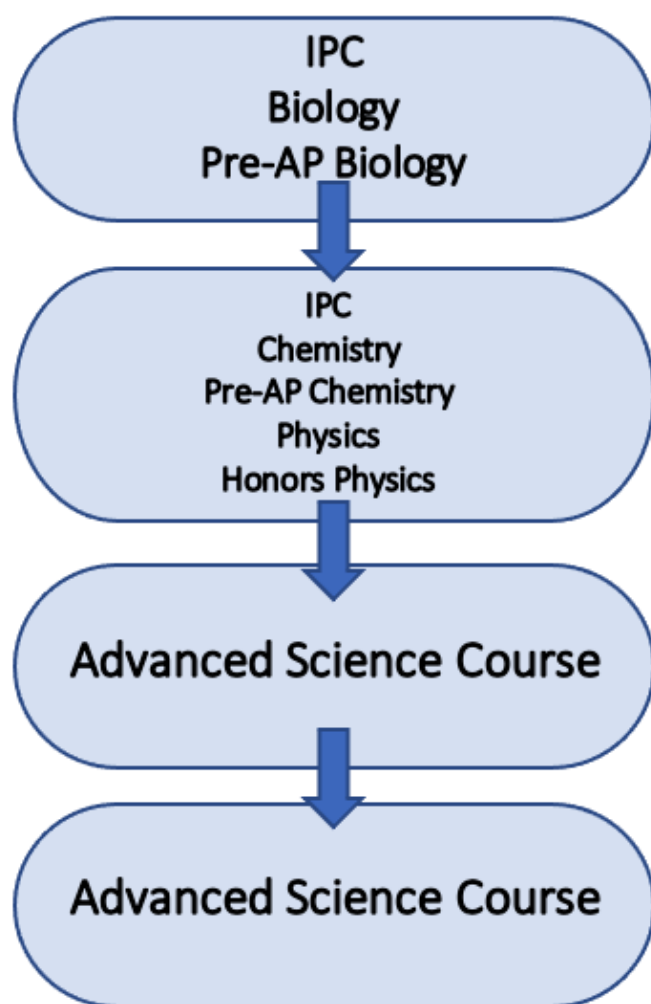 IPC
Biology
Pre-AP Biology
IPC
Chemistry
Pre-AP Chemistry
Physics
Honors Physics
Advanced Science Course
Advanced Science Course